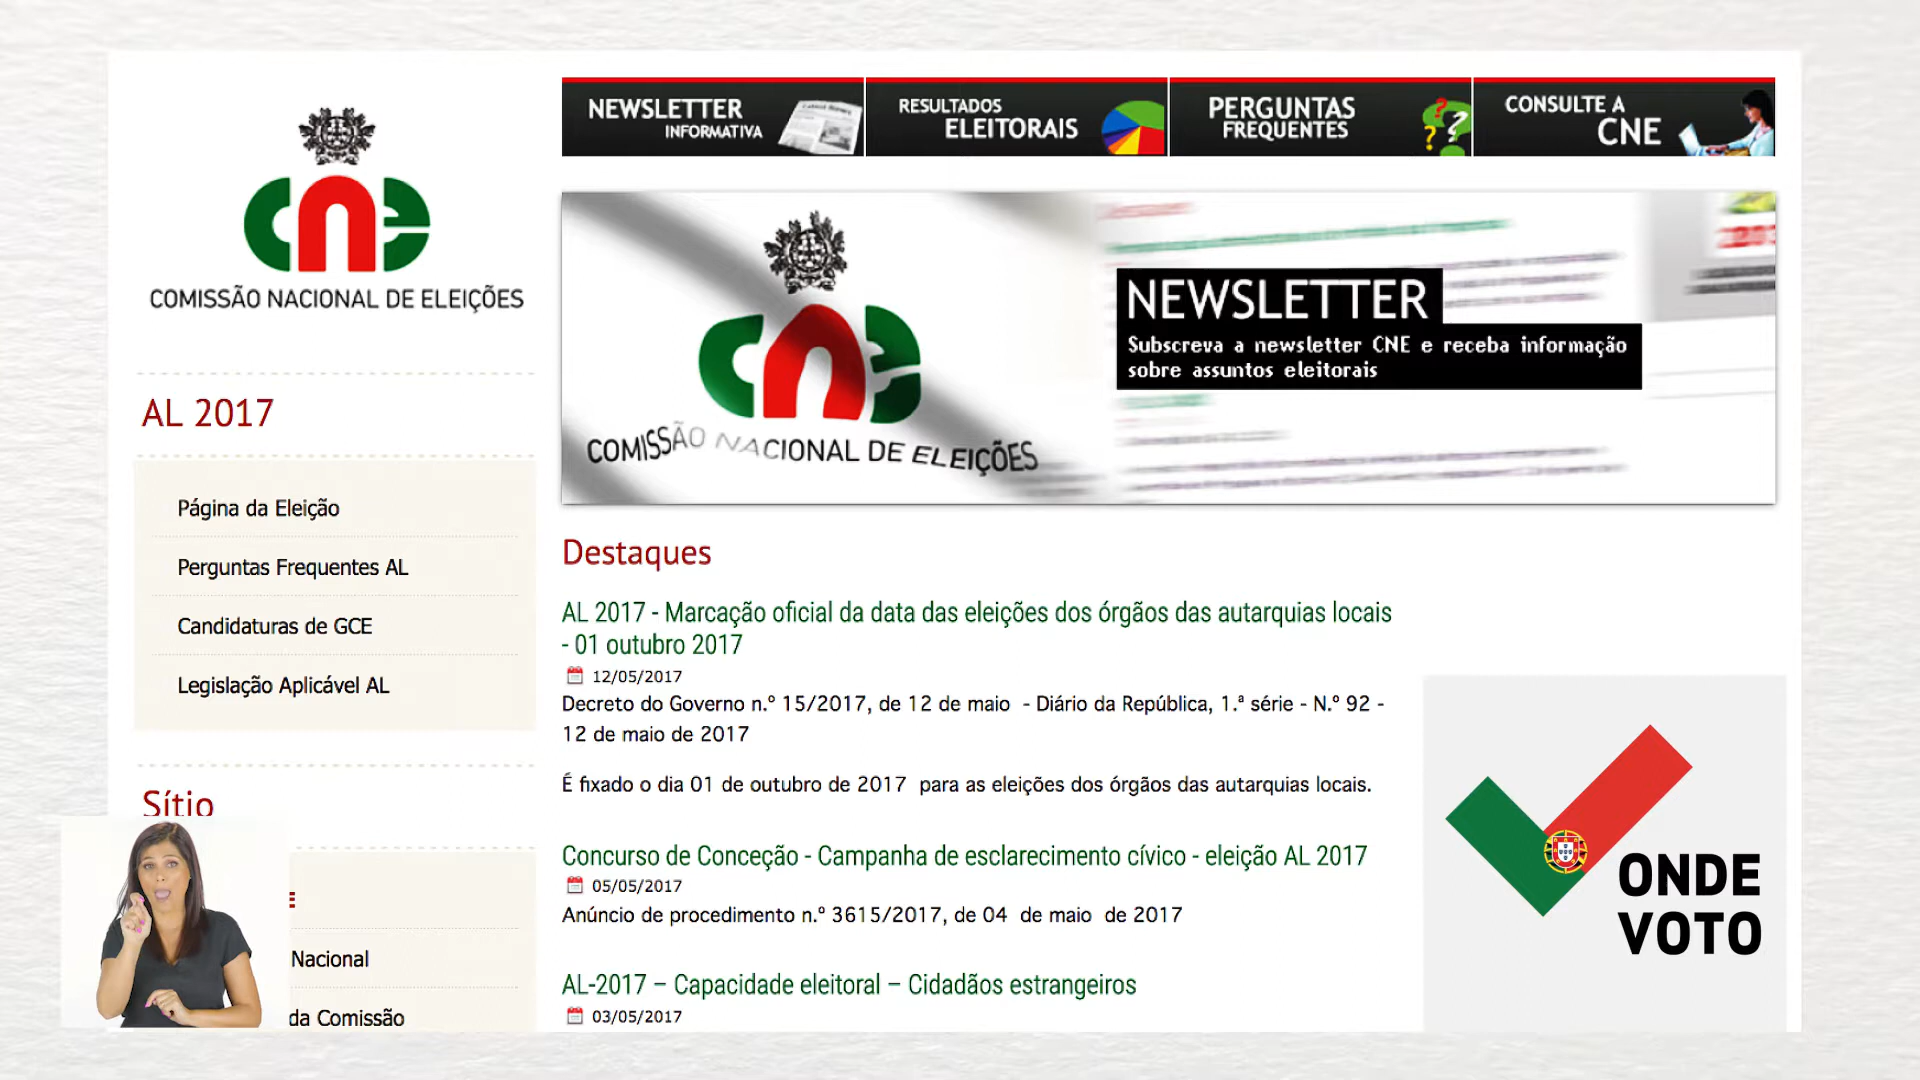 cne
COMISSÃO NACIONAL DE ELEIÇÕES
AL 2017
Página da Eleição
Perguntas Frequentes AL
Candidaturas de GCE
Legislação Aplicável AL
Sítio
Nacional
da Comissão
NEWSLETTER
INFORMATIVA
RESULTADOS
ELEITORAIS
PERGUNTAS
FREQUENTES
CONSULTE A
CNE
cne
COMISSÃO NACIONAL DE ELEIÇÕES
NEWSLETTER
Subscreva a newsletter CNE e receba informação
sobre assuntos eleitorais
Destaques
AL 2017 - Marcação oficial da data das eleições dos órgãos das autarquias locais
- 01 outubro 2017
12/05/2017
Decreto do Governo n.º 15/2017, de 12 de maio - Diário da República, 1.ª série - N.º 92 -
12 de maio de 2017
É fixado o dia 01 de outubro de 2017 para as eleições dos órgãos das autarquias locais.
Concurso de Conceção - Campanha de esclarecimento cívico - eleição AL 2017
05/05/2017
Anúncio de procedimento n.º 3615/2017, de 04 de maio de 2017
AL-2017 – Capacidade eleitoral – Cidadãos estrangeiros
03/05/2017
ONDE
VOTO